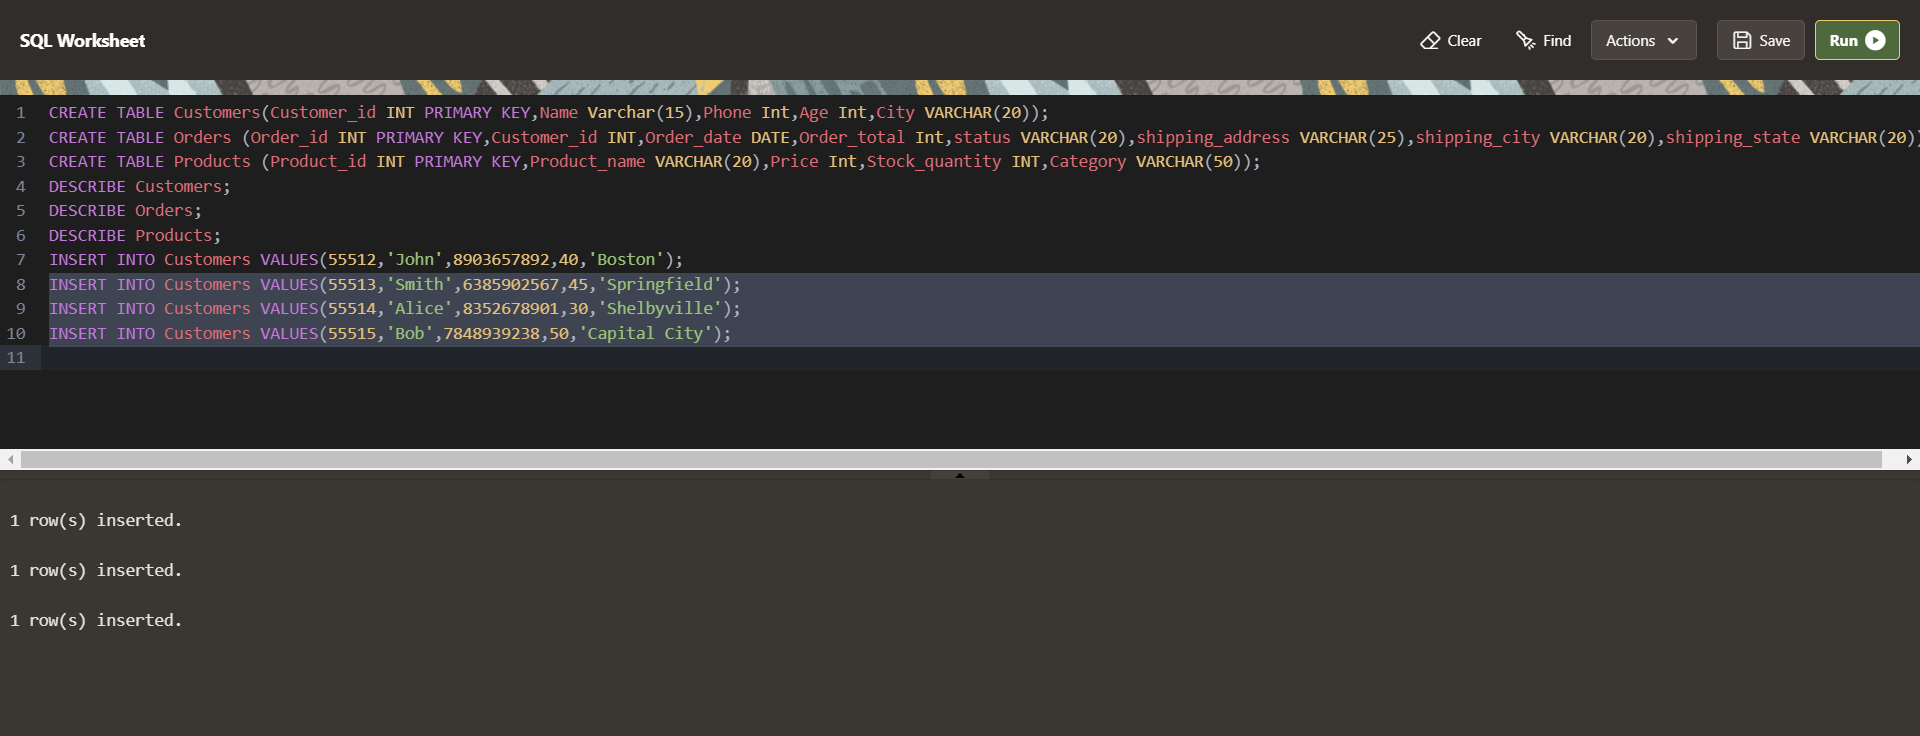 SQL Worksheet
Clear
Find
Actions
Save
Run
1 CREATE TABLE Customers(Customer_id INT PRIMARY KEY,Name Varchar(15),Phone Int,Age Int,City VARCHAR(20));
2 CREATE TABLE Orders (Order_id INT PRIMARY KEY,Customer_id INT,Order_date DATE,Order_total Int,status VARCHAR(20),shipping_address VARCHAR(25),shipping_city VARCHAR(20),shipping_state VARCHAR(20)
3 CREATE TABLE Products (Product_id INT PRIMARY KEY,Product_name VARCHAR(20),Price Int,Stock_quantity INT,Category VARCHAR(50));
4 DESCRIBE Customers;
5 DESCRIBE Orders;
6 DESCRIBE Products;
7 INSERT INTO Customers VALUES(55512,'John',8903657892,40,'Boston');
8 INSERT INTO Customers VALUES(55513,'Smith',6385902567,45,'Springfield');
9 INSERT INTO Customers VALUES(55514,'Alice',8352678901,30,'Shelbyville');
10 INSERT INTO Customers VALUES(55515,'Bob',7848939238,50,'Capital City');
11
1 row(s) inserted.
1 row(s) inserted.
1 row(s) inserted.